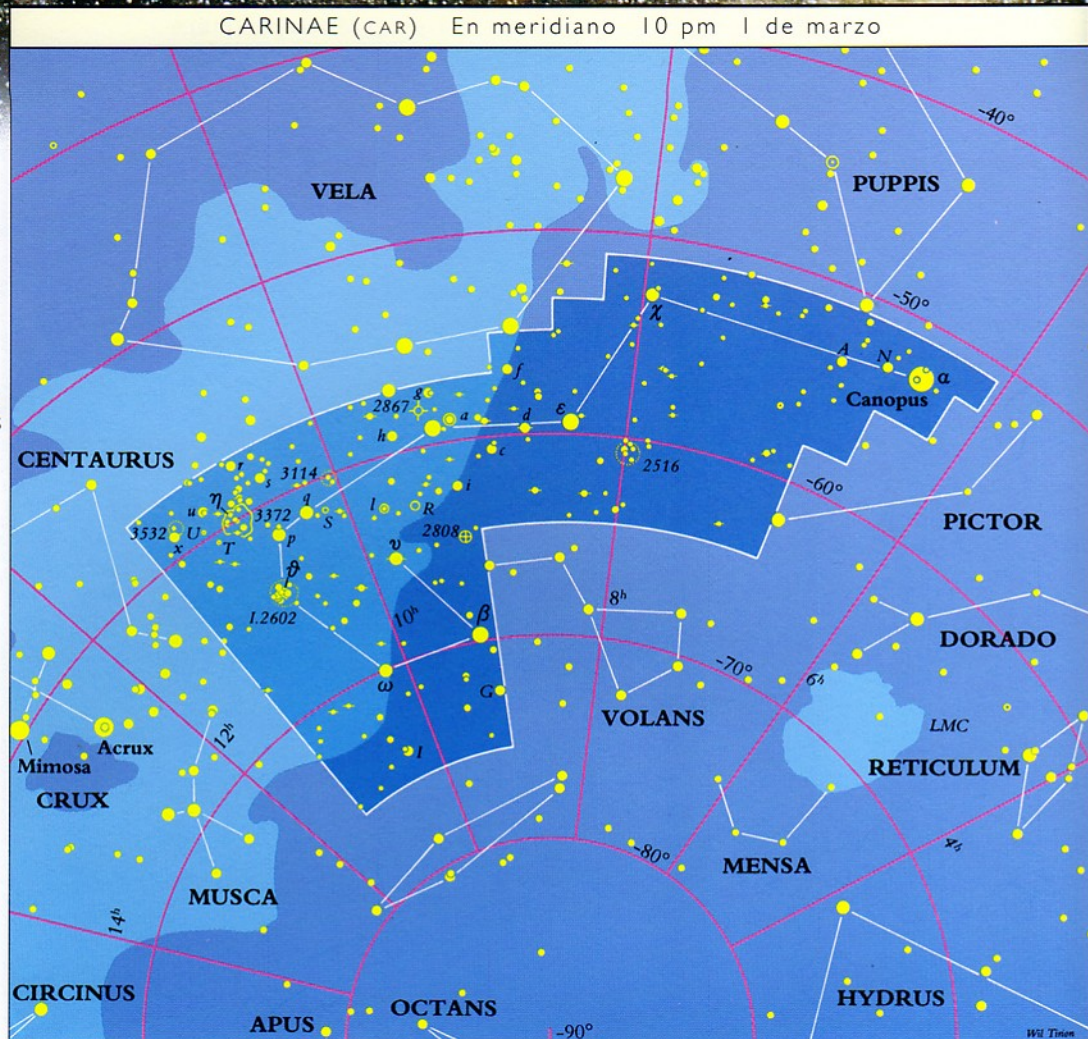 CARINAE (CAR) En meridiano 10 pm 1 de marzo
-40°
VELA
PUPPIS
-50°
χ
A
N
α
Canopus
f
g
2867
a
d
ε
h
c
CENTAURUS
r
s
3114
2516
-60°
i
η
q
l
R
PICTOR
u
3372
S
3532
U
x
T
p
2808
υ
ϑ
I.2602
10h
β
8h
DORADO
-70°
6h
ω
G
VOLANS
LMC
12h
Acrux
Mimosa
RETICULUM
I
CRUX
-80°
4h
MENSA
MUSCA
14h
CIRCINUS
OCTANS
HYDRUS
APUS
-90°
Wil Tirion